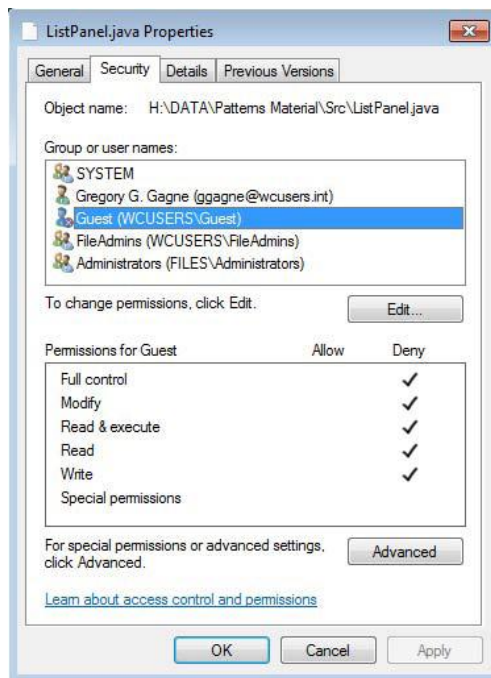 ListPanel.java Properties
General Security Details Previous Versions
Object name: H:\DATA\Patterns Material\Src\ListPanel.java
Group or user names:
SYSTEM
Gregory G. Gagne (ggagne@wcusers.int)
Guest (WCUSERS\Guest)
FileAdmins (WCUSERS\FileAdmins)
Administrators (FILES\Administrators)
To change permissions, click Edit. Edit...
Permissions for Guest Allow Deny
Full control
Modify
Read & execute
Read
Write
Special permissions
For special permissions or advanced settings, Advanced
click Advanced.
Learn about access control and permissions
OK Cancel Apply